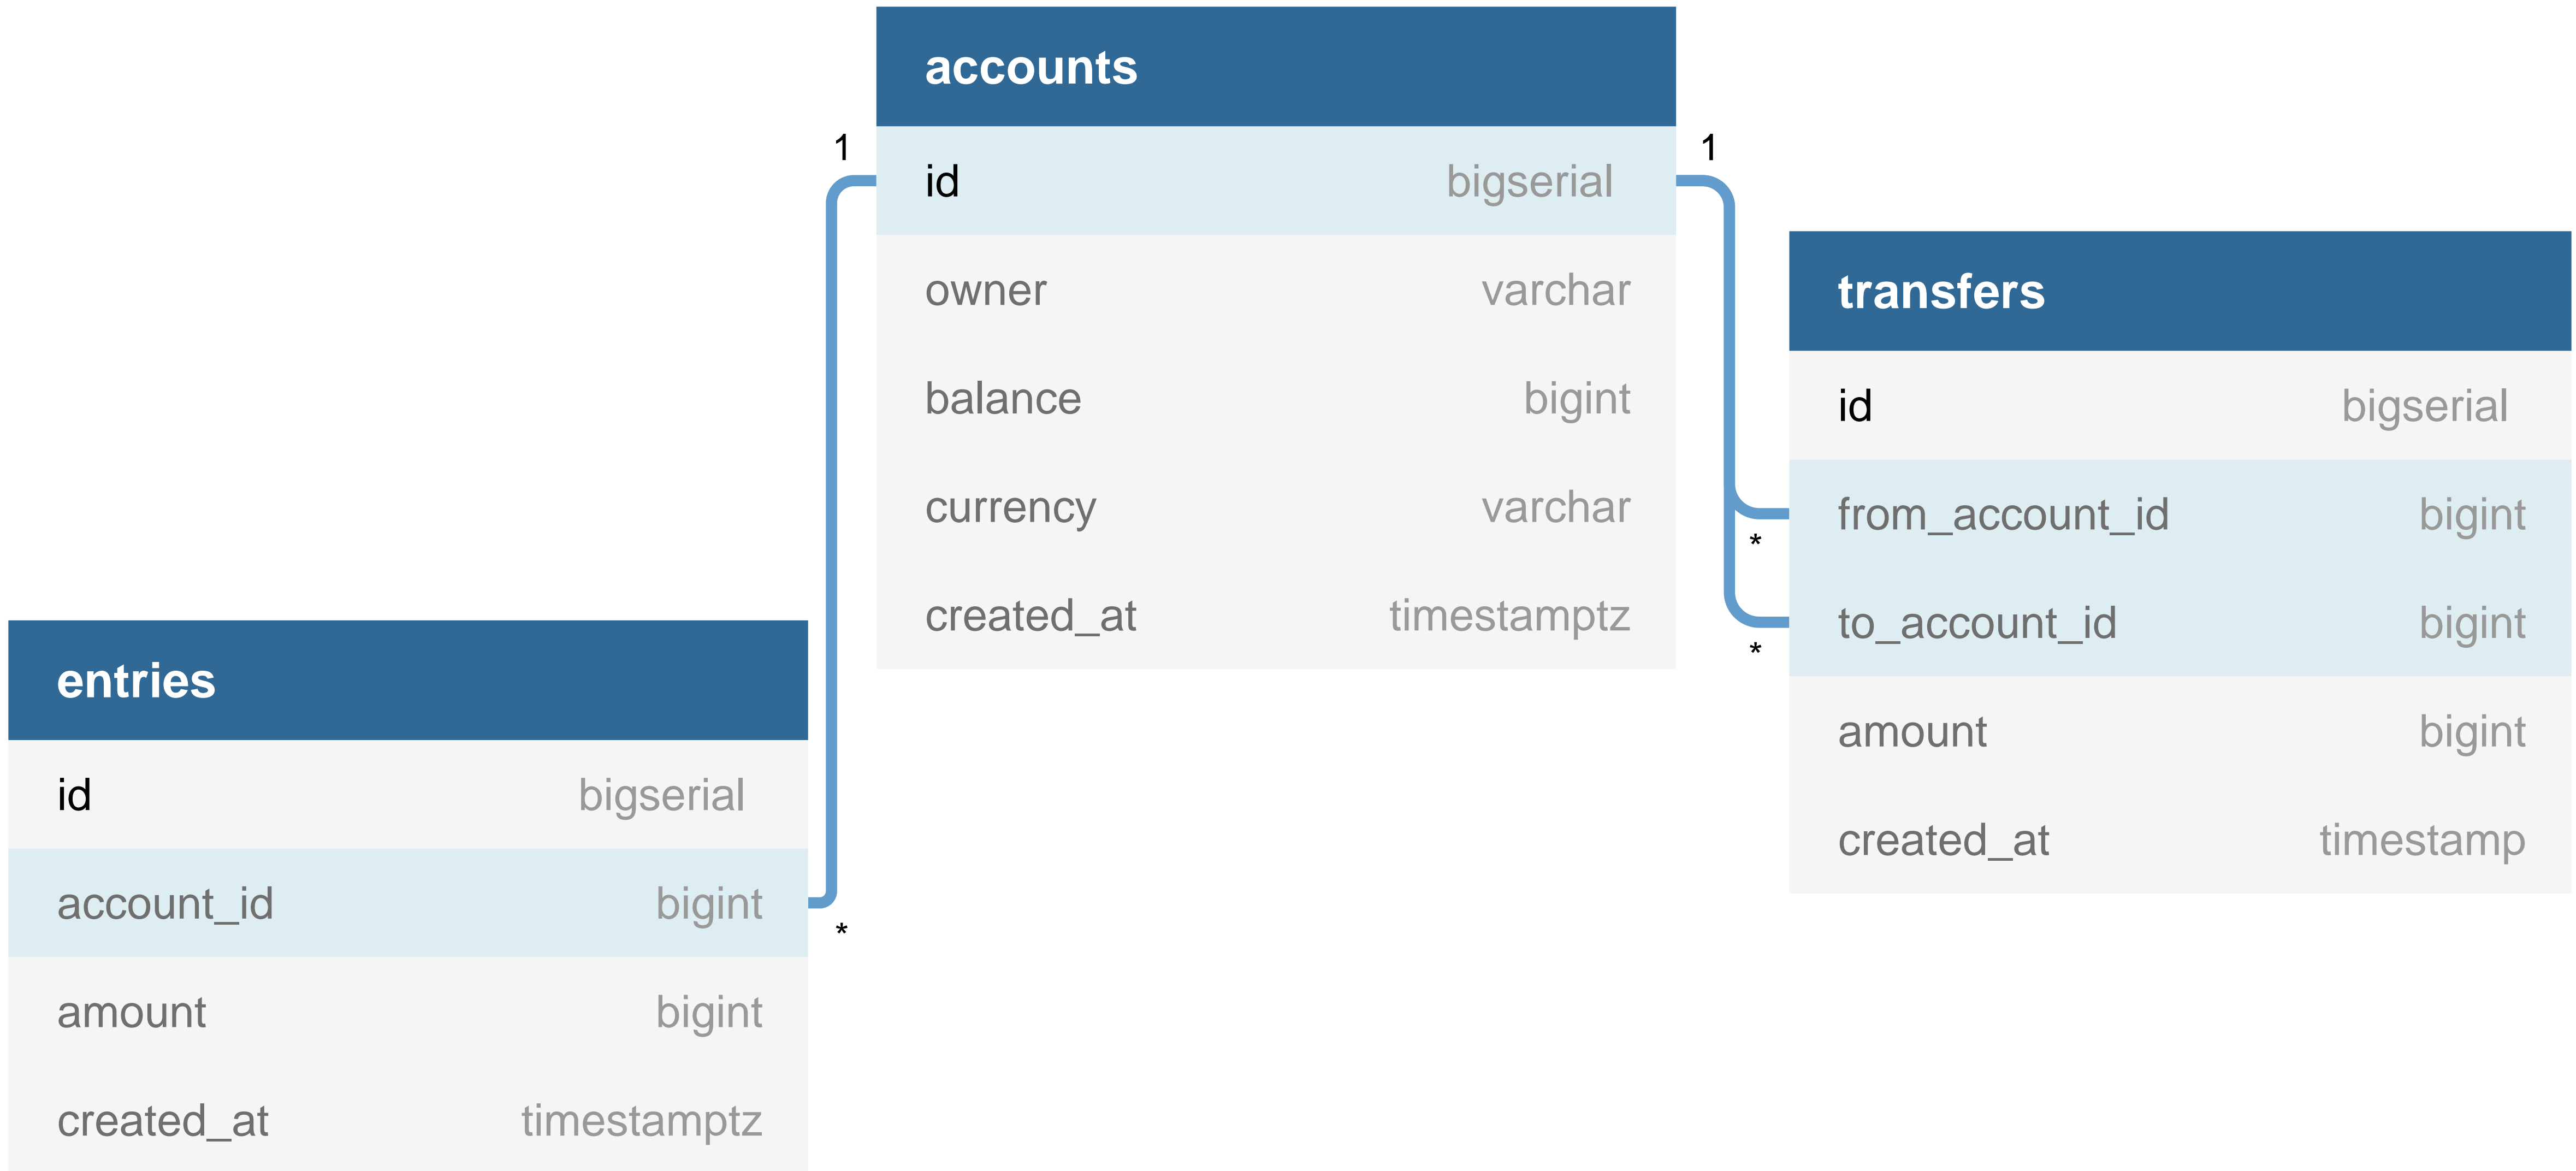 accounts
1
1
id bigserial
owner varchar
balance bigint
currency varchar
created_at timestamptz
transfers
id bigserial
from_account_id bigint
*
to_account_id bigint
*
amount bigint
created_at timestamp
entries
id bigserial
account_id bigint
*
amount bigint
created_at timestamptz